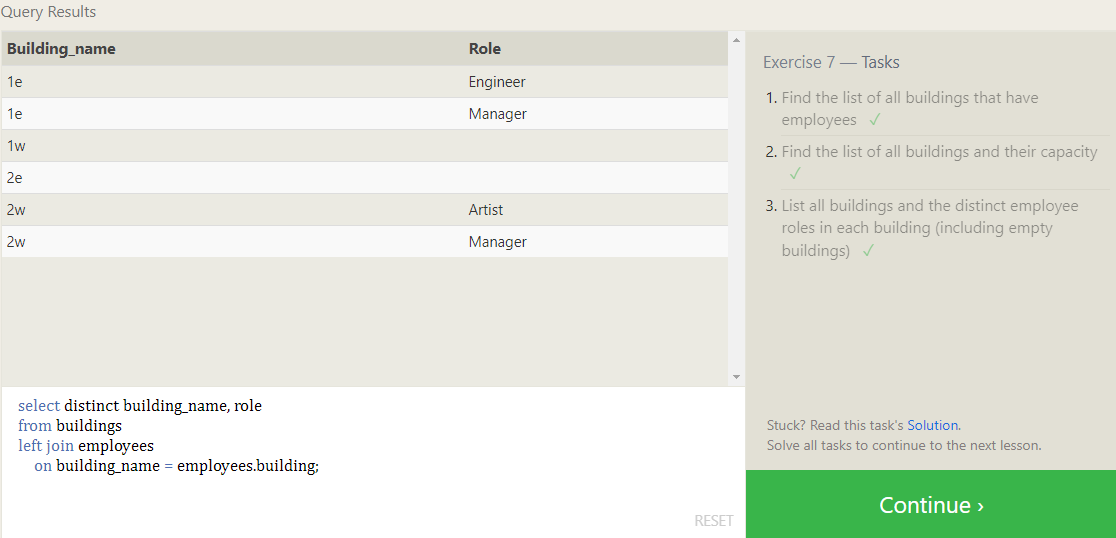 Query Results
Building_name Role
1e Engineer
1e Manager
1w
2e
2w Artist
2w Manager
select distinct building_name, role
from buildings
left join employees
on building_name = employees.building;
RESET
Exercise 7 — Tasks
1. Find the list of all buildings that have
employees ✓
2. Find the list of all buildings and their capacity
✓
3. List all buildings and the distinct employee
roles in each building (including empty
buildings) ✓
Stuck? Read this task's Solution.
Solve all tasks to continue to the next lesson.
Continue ›